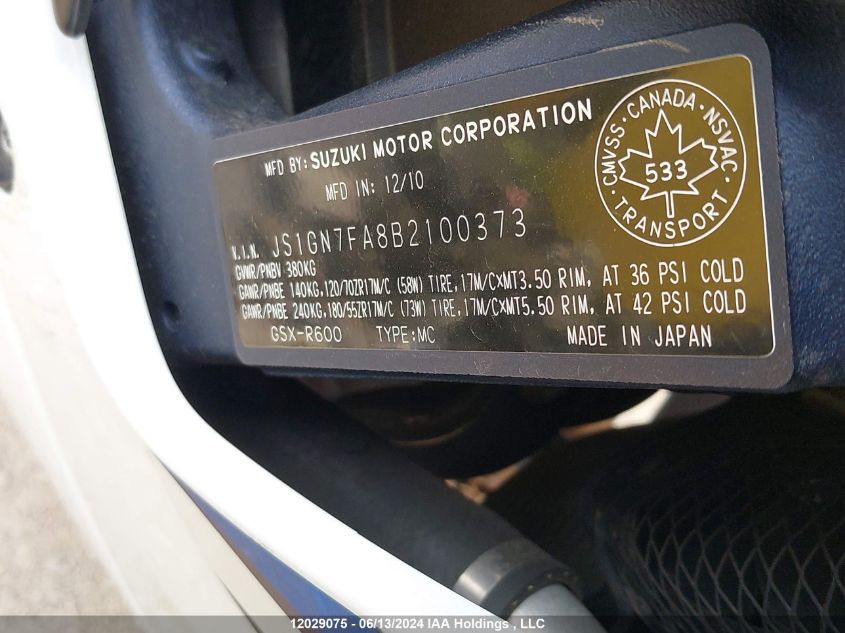 MFD BY: SUZUKI MOTOR CORPORATION
MFD IN: 12/10
V.I.N. JS1GN7FA8B2100373
GVWR/PNBV 380KG
GAWR/PNBE 140KG,120/70ZR17M/C (58W) TIRE,17M/CXMT3.50 RIM, AT 36 PSI COLD
GAWR/PNBE 240KG,180/55ZR17M/C (73W) TIRE,17M/CXMT5.50 RIM, AT 42 PSI COLD
GSX-R600 TYPE:MC MADE IN JAPAN
CMVSS · CANADA · NSVAC ·
533
TRANSPORT
12029075 - 06/13/2024 IAA Holdings , LLC